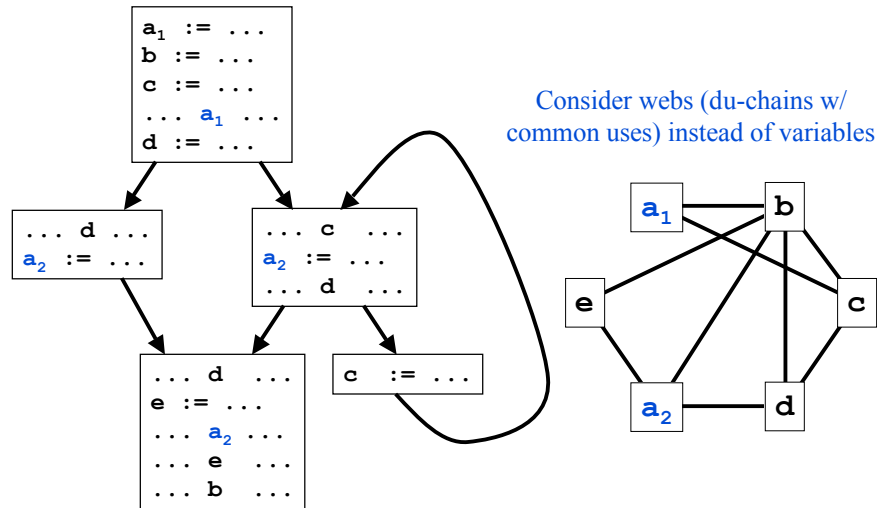 a₁ := ...
b := ...
c := ...
... a₁ ...
d := ...
Consider webs (du-chains w/
common uses) instead of variables
... d ...
a₂ := ...
... c ...
a₂ := ...
... d ...
... d ...
e := ...
... a₂ ...
... e ...
... b ...
c := ...
a₁
b
e
c
a₂
d